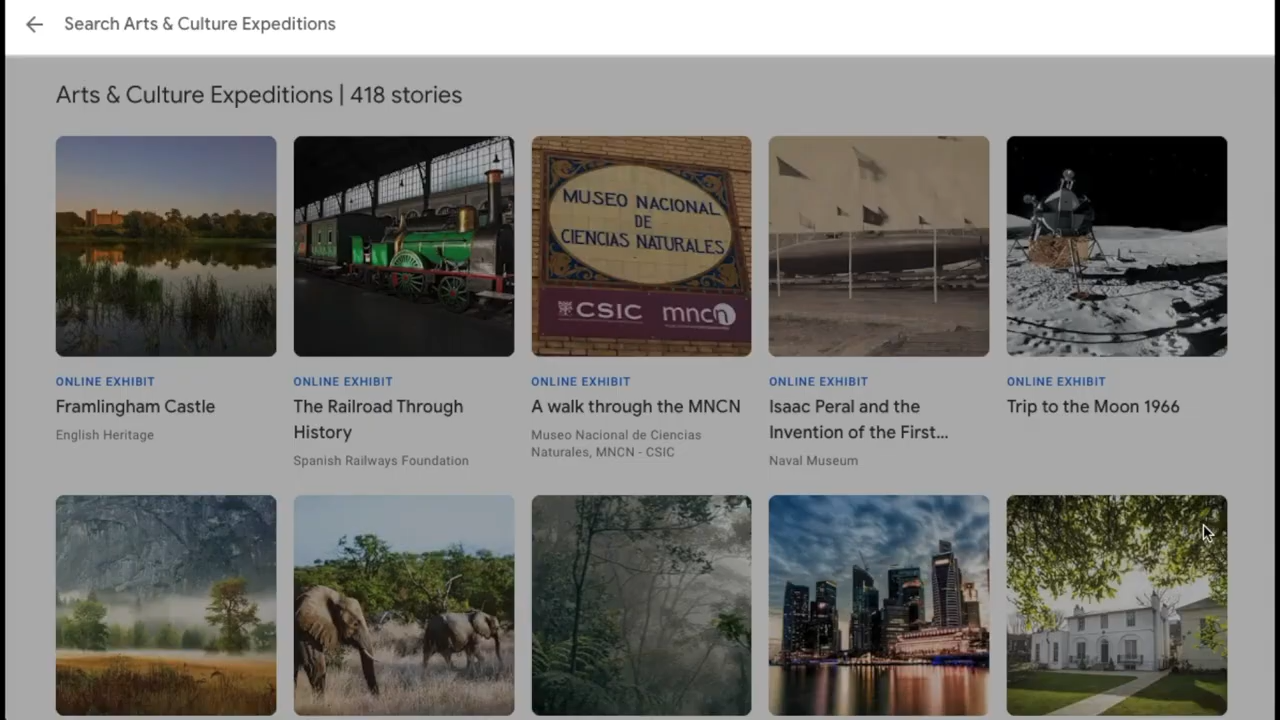 Search Arts & Culture Expeditions
Arts & Culture Expeditions | 418 stories
MUSEO NACIONAL
DE
CIENCIAS NATURALES
CSIC mncn
ONLINE EXHIBIT
Framlingham Castle
English Heritage
ONLINE EXHIBIT
The Railroad Through
History
Spanish Railways Foundation
ONLINE EXHIBIT
A walk through the MNCN
Museo Nacional de Ciencias
Naturales, MNCN - CSIC
ONLINE EXHIBIT
Isaac Peral and the
Invention of the First...
Naval Museum
ONLINE EXHIBIT
Trip to the Moon 1966